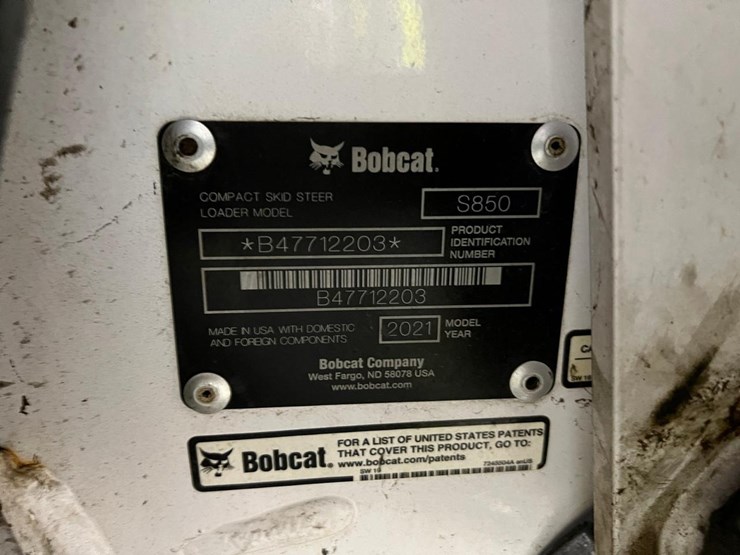 Bobcat.
COMPACT SKID STEER
LOADER MODEL
S850
*B47712203*
PRODUCT
IDENTIFICATION
NUMBER
B47712203
MADE IN USA WITH DOMESTIC
AND FOREIGN COMPONENTS
2021
MODEL
YEAR
Bobcat Company
West Fargo, ND 58078 USA
www.bobcat.com
Bobcat.
FOR A LIST OF UNITED STATES PATENTS
THAT COVER THIS PRODUCT, GO TO:
www.bobcat.com/patents